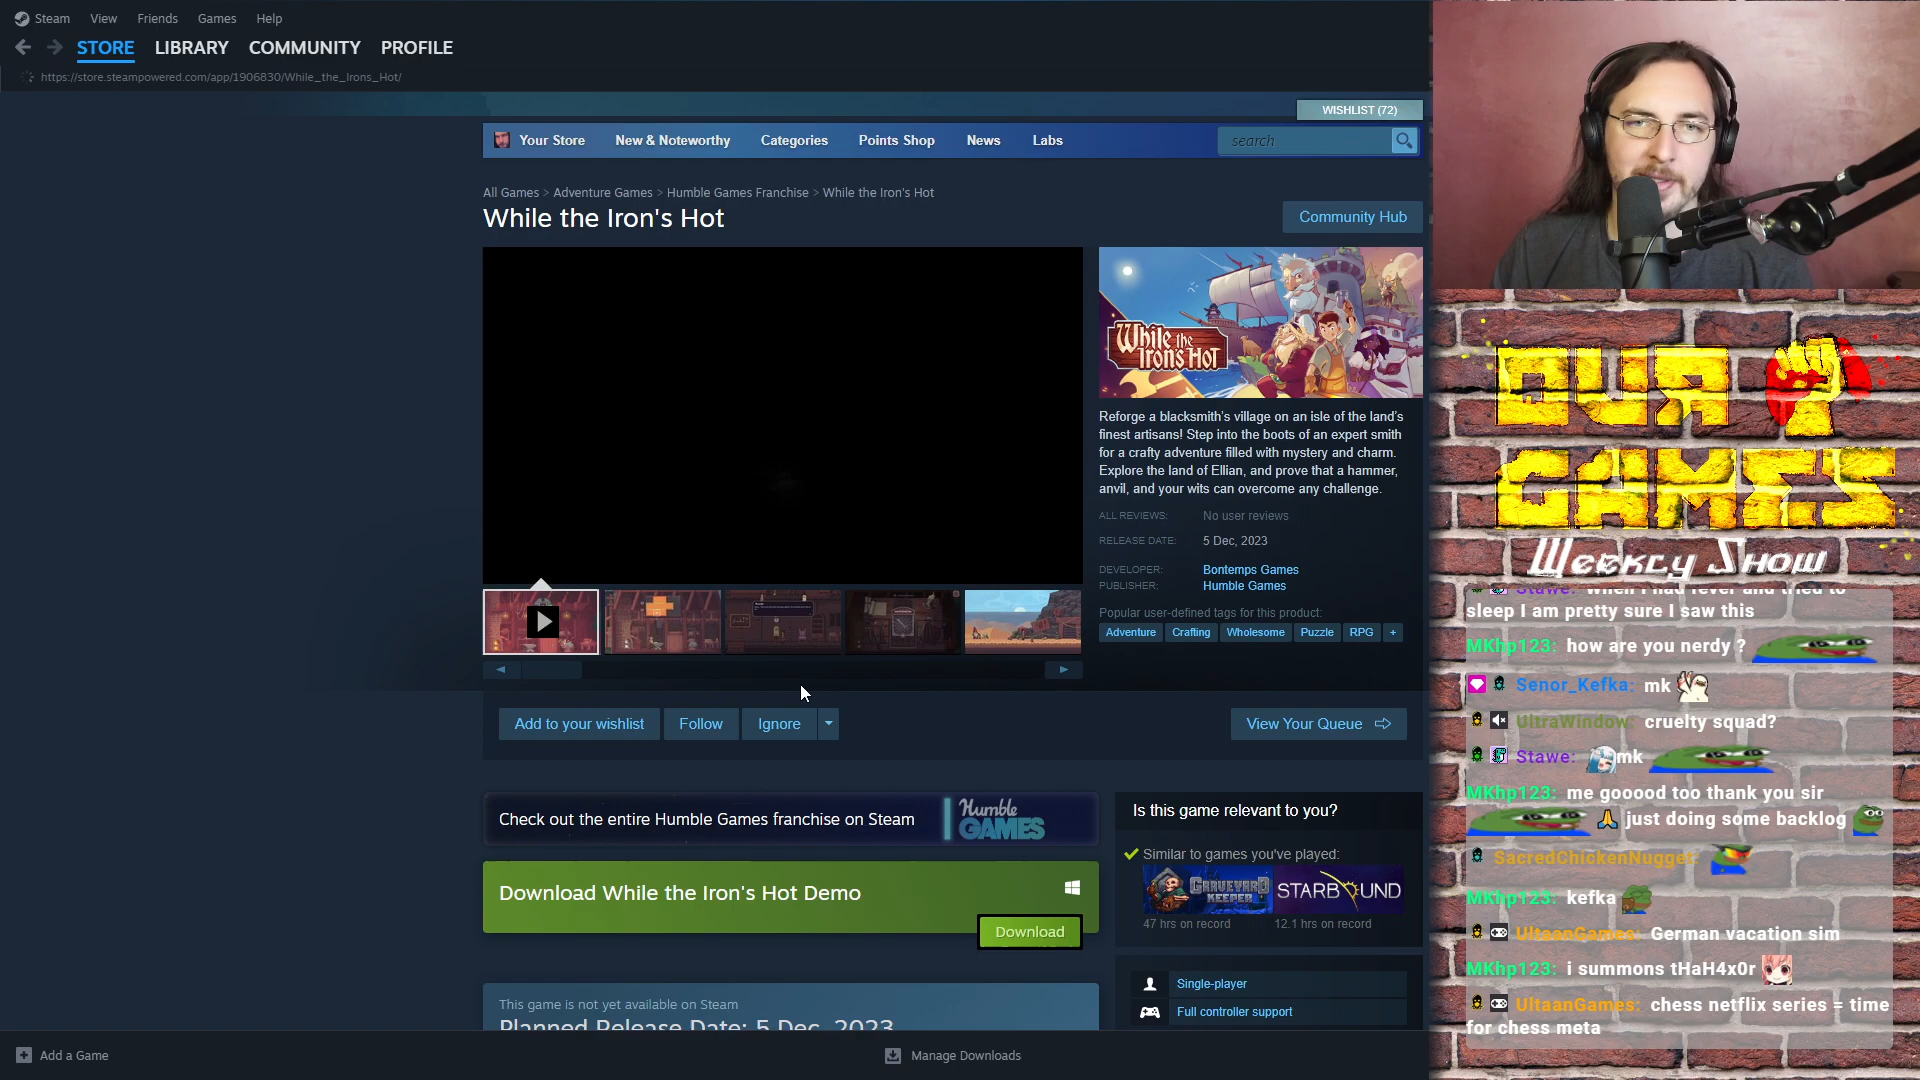 Steam View Friends Games Help
STORE LIBRARY COMMUNITY PROFILE
https://store.steampowered.com/app/1906830/While_the_Irons_Hot/
WISHLIST (72)
Your Store New & Noteworthy Categories Points Shop News Labs search
All Games > Adventure Games > Humble Games Franchise > While the Iron's Hot
While the Iron's Hot
Community Hub
While the Iron's Hot
Reforge a blacksmith's village on an isle of the land's
finest artisans! Step into the boots of an expert smith
for a crafty adventure filled with mystery and charm.
Explore the land of Ellian, and prove that a hammer,
anvil, and your wits can overcome any challenge.
ALL REVIEWS: No user reviews
RELEASE DATE: 5 Dec, 2023
DEVELOPER: Bontemps Games
PUBLISHER: Humble Games
Popular user-defined tags for this product:
Adventure Crafting Wholesome Puzzle RPG +
Add to your wishlist Follow Ignore View Your Queue
Check out the entire Humble Games franchise on Steam Humble GAMES
Is this game relevant to you?
Similar to games you've played:
GRAVEYARD KEEPER STARBOUND
47 hrs on record 12.1 hrs on record
Download While the Iron's Hot Demo
Download
Single-player
Full controller support
This game is not yet available on Steam
Planned Release Date: 5 Dec, 2023
Add a Game Manage Downloads
OUR
GAMES
WEEKLY SHOW
Stawe: when I had fever and tried to
sleep I am pretty sure I saw this
MKhp123: how are you nerdy ?
Senor_Kefka: mk
UltraWindow: cruelty squad?
Stawe: mk
MKhp123: me gooood too thank you sir
just doing some backlog
SacredChickenNugget:
MKhp123: kefka
UltaanGames: German vacation sim
MKhp123: i summons tHaH4x0r
UltaanGames: chess netflix series = time
for chess meta